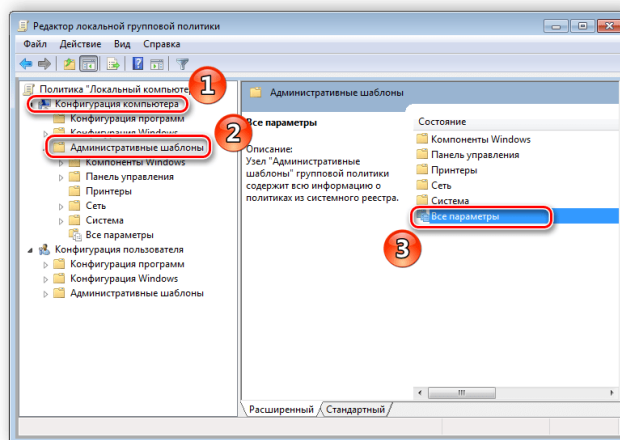 Редактор локальной групповой политики
Файл Действие Вид Справка
Политика "Локальный компьюте
1
Конфигурация компьютера
Конфигурация программ
Конфигурация Windows
2
Административные шаблоны
Компоненты Windows
Панель управления
Принтеры
Сеть
Система
Все параметры
Конфигурация пользователя
Конфигурация программ
Конфигурация Windows
Административные шаблоны
Административные шаблоны
Все параметры
Описание:
Узел "Административные
шаблоны" групповой политики
содержит всю информацию о
политиках из системного реестра.
Состояние
Компоненты Windows
Панель управления
Принтеры
Сеть
Система
Все параметры
3
Расширенный Стандартный